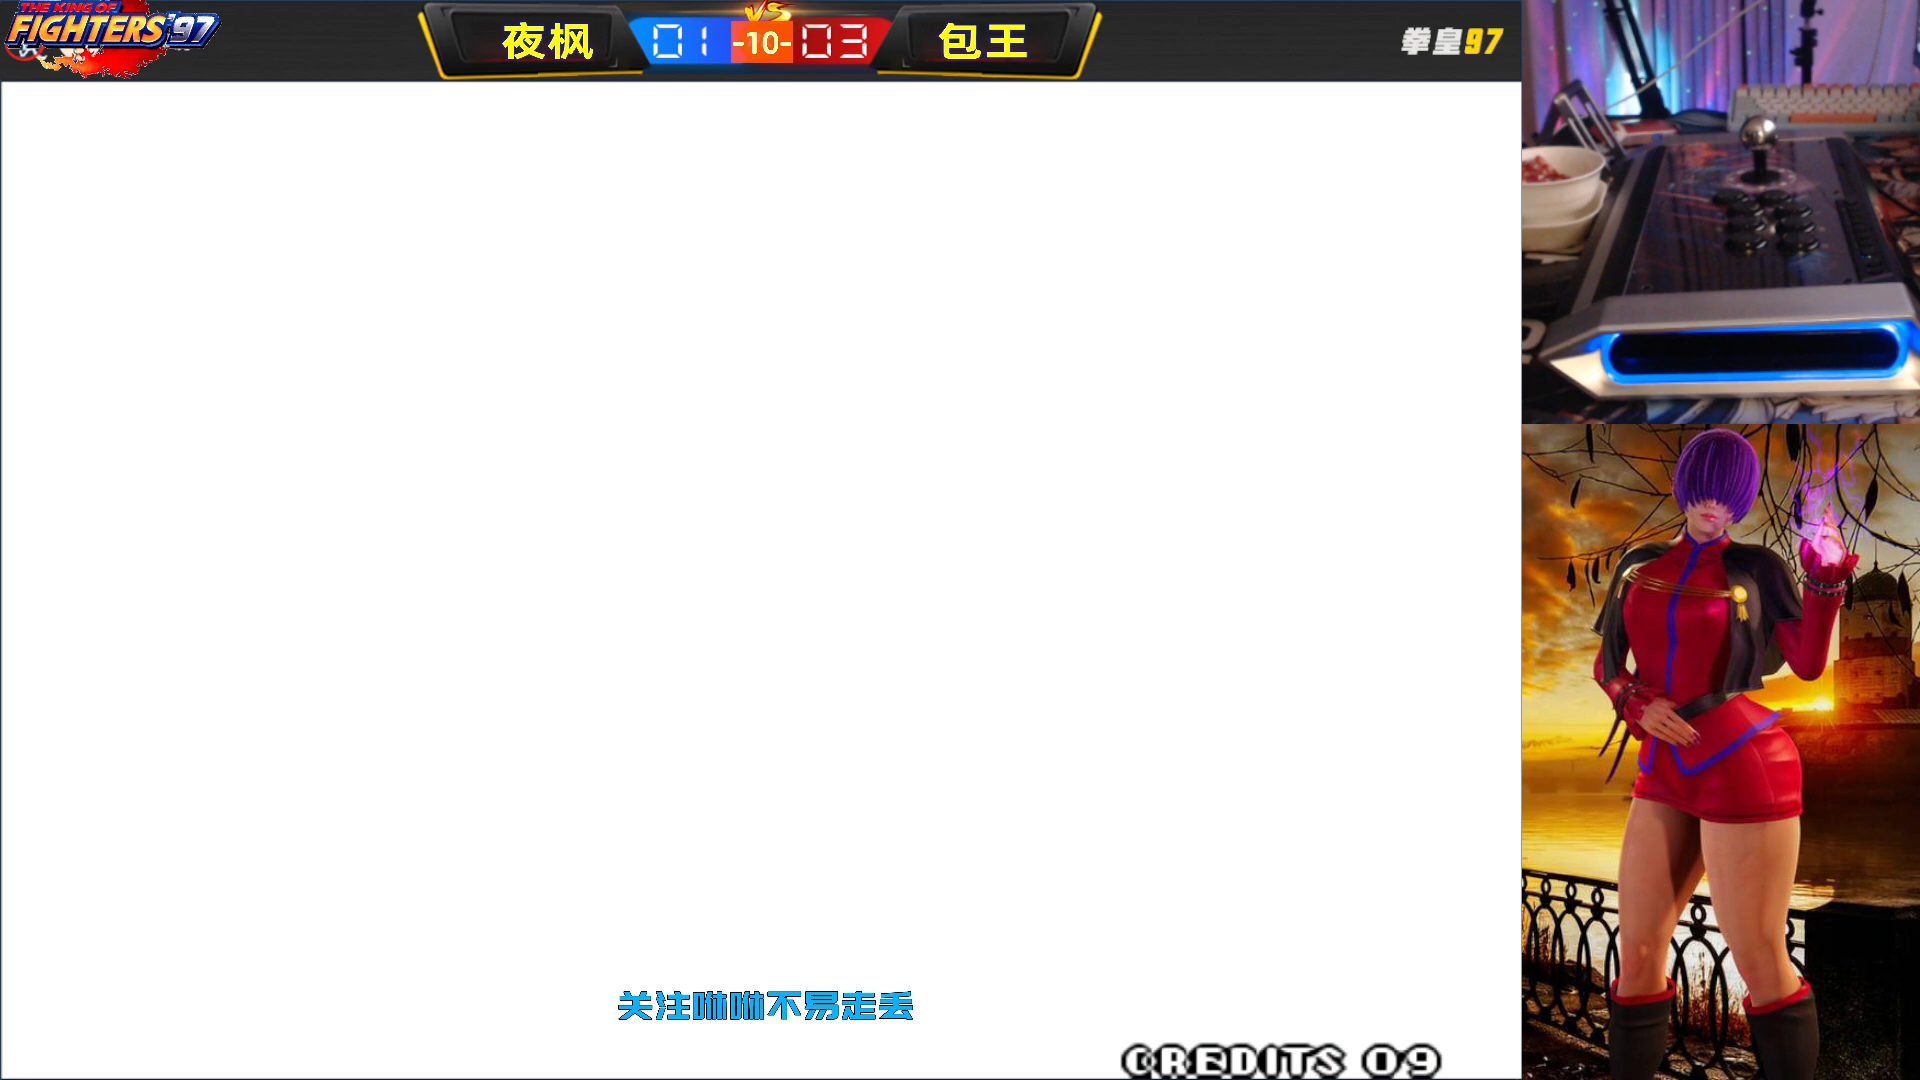 THE KING OF
FIGHTERS'97
夜枫 01 VS -10- 03 包王
拳皇97
关注咻咻不易走丢
CREDITS 09